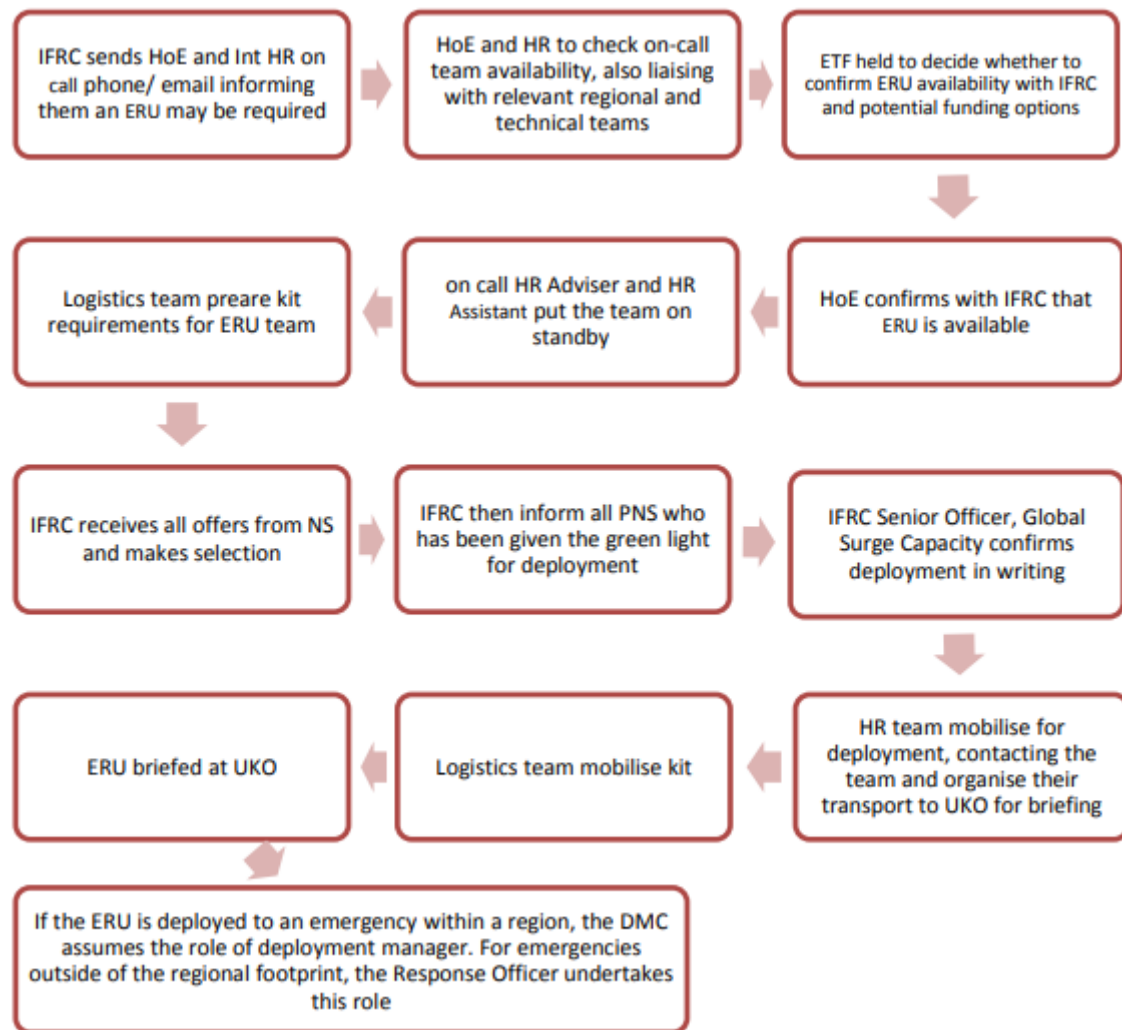 IFRC sends HoE and Int HR on
call phone/ email informing
them an ERU may be required
HoE and HR to check on-call
team availability, also liaising
with relevant regional and
technical teams
ETF held to decide whether to
confirm ERU availability with IFRC
and potential funding options
HoE confirms with IFRC that
ERU is available
on call HR Adviser and HR
Assistant put the team on
standby
Logistics team preare kit
requirements for ERU team
IFRC receives all offers from NS
and makes selection
IFRC then inform all PNS who
has been given the green light
for deployment
IFRC Senior Officer, Global
Surge Capacity confirms
deployment in writing
HR team mobilise for
deployment, contacting the
team and organise their
transport to UKO for briefing
Logistics team mobilise kit
ERU briefed at UKO
If the ERU is deployed to an emergency within a region, the DMC
assumes the role of deployment manager. For emergencies
outside of the regional footprint, the Response Officer undertakes
this role